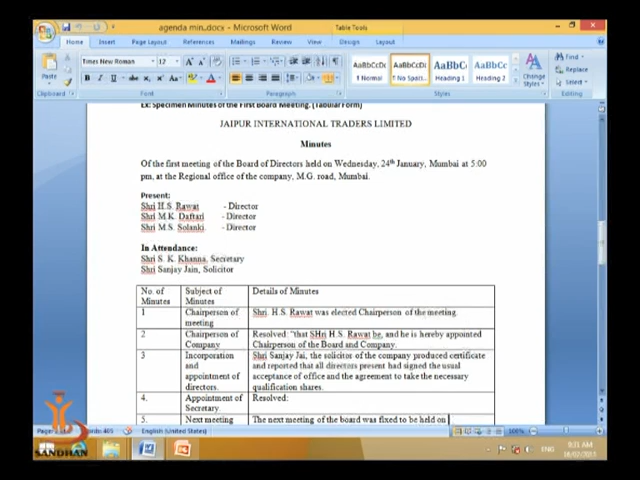 agenda min..docx - Microsoft Word
Table Tools
Home Insert Page Layout References Mailings Review View Design Layout
Times New Roman 12
Paste
Clipboard Font Paragraph Styles Editing
AaBbCcDc AaBbCcDc AaBbC AaBbCc
¶ Normal ¶ No Spaci... Heading 1 Heading 2
Change Styles
Find
Replace
Select
Ex: Specimen Minutes of the First Board Meeting. (Tabular Form)
JAIPUR INTERNATIONAL TRADERS LIMITED
Minutes
Of the first meeting of the Board of Directors held on Wednesday, 24th January, Mumbai at 5:00
pm, at the Regional office of the company, M.G. road, Mumbai.
Present:
Shri H.S. Rawat - Director
Shri M.K. Daftari - Director
Shri M.S. Solanki. - Director
In Attendance:
Shri S. K. Khanna, Secretary
Shri Sanjay Jain, Solicitor
No. of Minutes Subject of Minutes Details of Minutes
1 Chairperson of meeting Shri. H.S. Rawat was elected Chairperson of the meeting.
2 Chairperson of Company Resolved: "that SHri H.S. Rawat be, and he is hereby appointed
Chairperson of the Board and Company.
3 Incorporation and appointment of directors. Shri Sanjay Jai, the solicitor of the company produced certificate
and reported that all directors present had signed the usual
acceptance of office and the agreement to take the necessary
qualification shares.
4. Appointment of Secretary Resolved:
5. Next meeting The next meeting of the board was fixed to be held on
English (United States)
100%
SANDHAN
ENG
9:31 AM